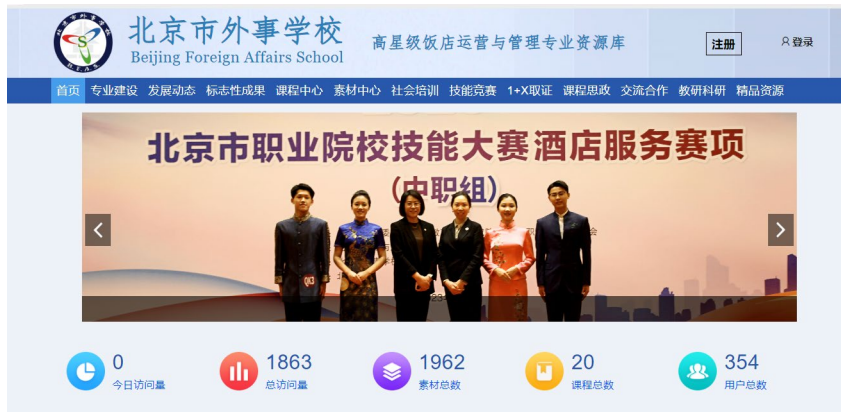 北京市外事学校
Beijing Foreign Affairs School
高星级饭店运营与管理专业资源库
注册
登录
首页 专业建设 发展动态 标志性成果 课程中心 素材中心 社会培训 技能竞赛 1+X取证 课程思政 交流合作 教研科研 精品资源
北京市职业院校技能大赛酒店服务赛项
（中职组）
0
今日访问量
1863
总访问量
1962
素材总数
20
课程总数
354
用户总数